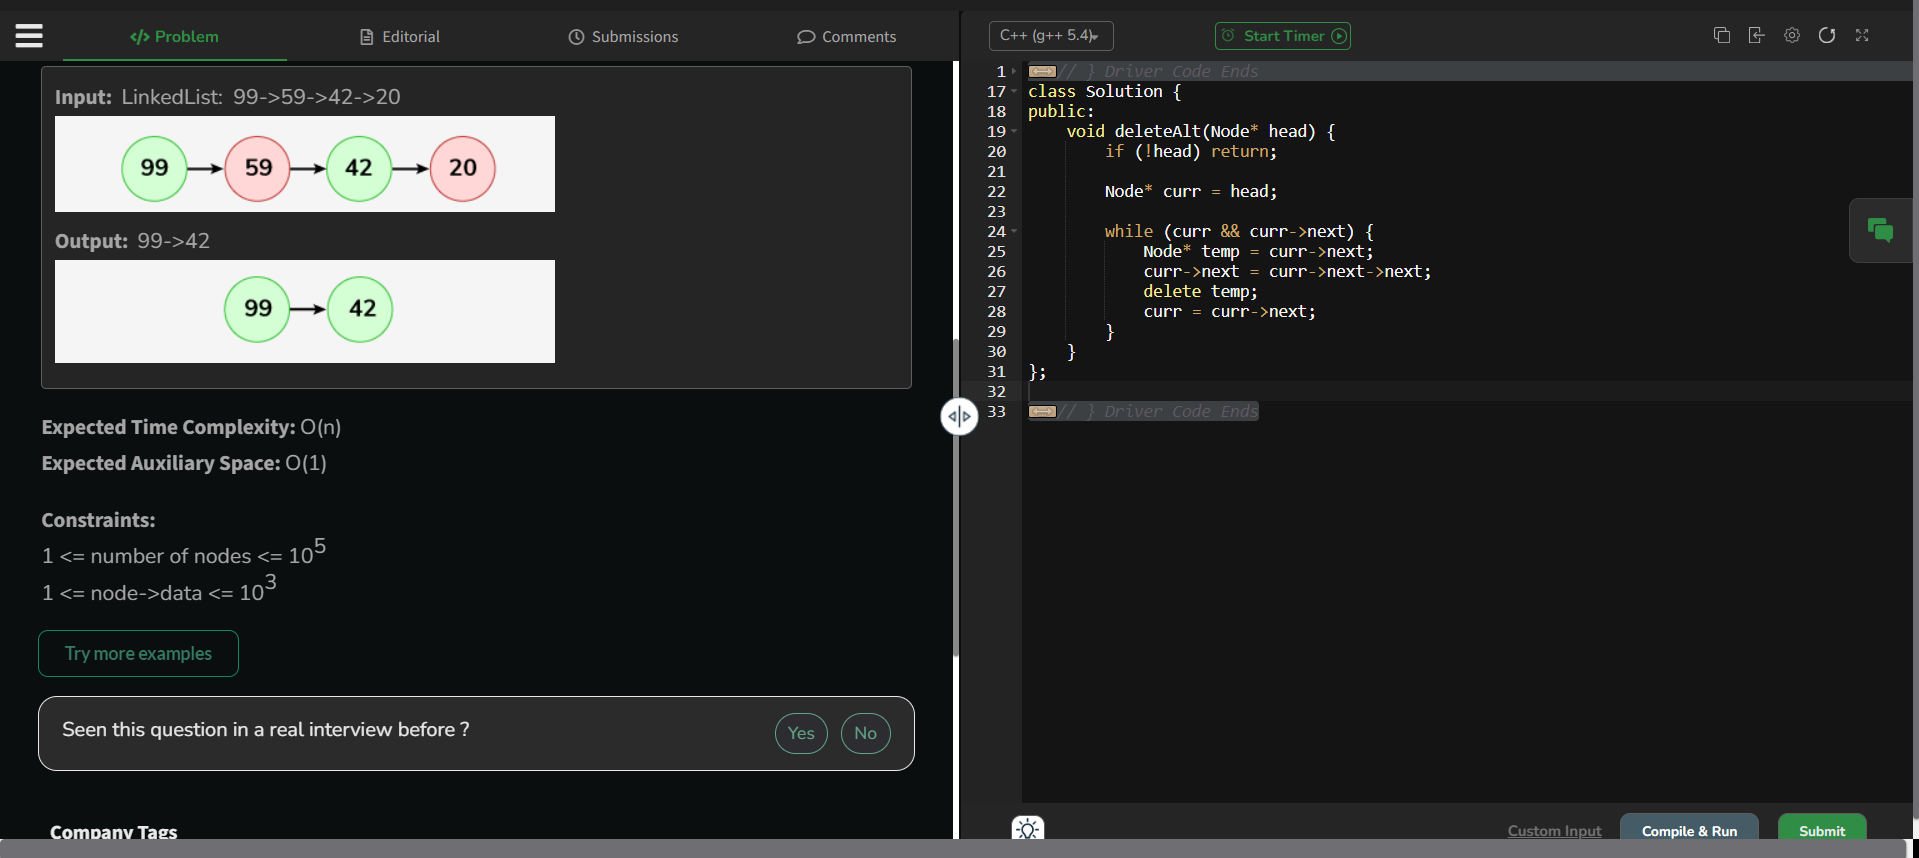 </> Problem
Editorial
Submissions
Comments
Input: LinkedList: 99->59->42->20
99 59 42 20
Output: 99->42
99 42
Expected Time Complexity: O(n)
Expected Auxiliary Space: O(1)
Constraints:
1 <= number of nodes <= 10^5
1 <= node->data <= 10^3
Try more examples
Seen this question in a real interview before ?
Yes
No
Company Tags
C++ (g++ 5.4)
Start Timer
1 // } Driver Code Ends
17 class Solution {
18 public:
19     void deleteAlt(Node* head) {
20         if (!head) return;
21
22         Node* curr = head;
23
24         while (curr && curr->next) {
25             Node* temp = curr->next;
26             curr->next = curr->next->next;
27             delete temp;
28             curr = curr->next;
29         }
30     }
31 };
32
33 // } Driver Code Ends
Custom Input
Compile & Run
Submit